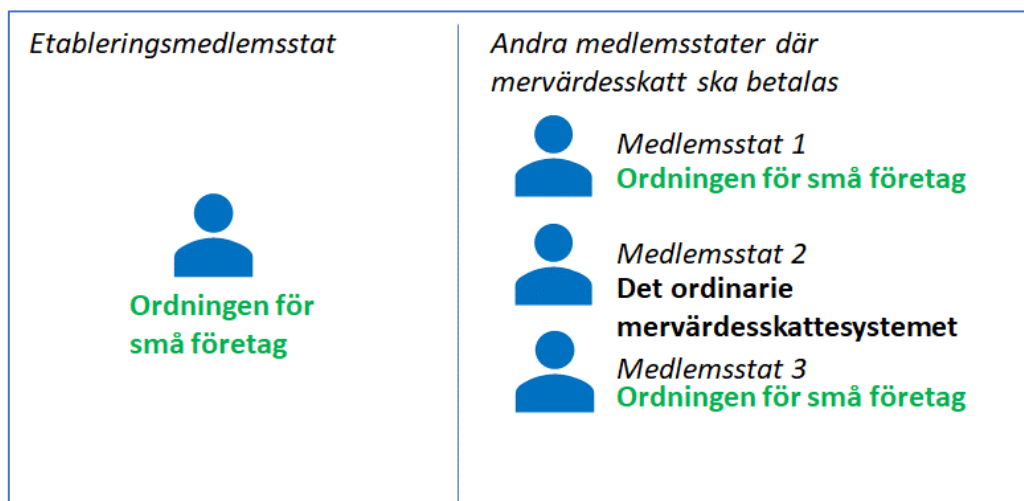 Etableringsmedlemsstat
Ordningen för
små företag
Andra medlemsstater där
mervärdesskatt ska betalas
Medlemsstat 1
Ordningen för små företag
Medlemsstat 2
Det ordinarie
mervärdesskattesystemet
Medlemsstat 3
Ordningen för små företag